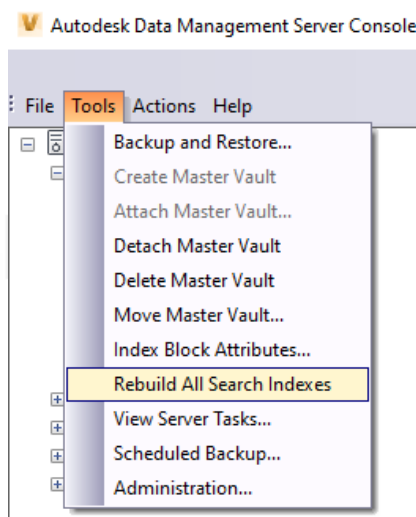 Autodesk Data Management Server Console
File Tools Actions Help
Backup and Restore...
Create Master Vault
Attach Master Vault...
Detach Master Vault
Delete Master Vault
Move Master Vault...
Index Block Attributes...
Rebuild All Search Indexes
View Server Tasks...
Scheduled Backup...
Administration...